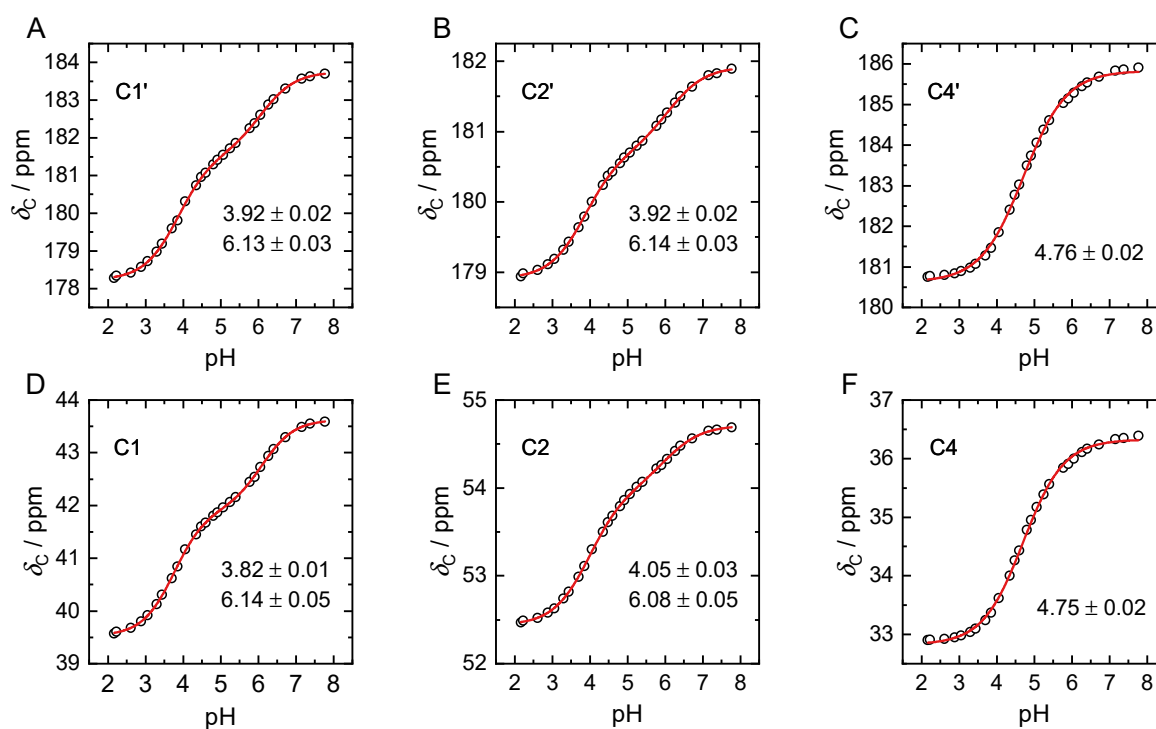 A
B
C
C1'
C2'
C4'
184
183
182
181
180
179
178
182
181
180
179
186
185
184
183
182
181
180
δC / ppm
δC / ppm
δC / ppm
3.92 ± 0.02
6.13 ± 0.03
3.92 ± 0.02
6.14 ± 0.03
4.76 ± 0.02
2 3 4 5 6 7 8
2 3 4 5 6 7 8
2 3 4 5 6 7 8
pH
pH
pH
D
E
F
C1
C2
C4
44
43
42
41
40
39
55
54
53
52
37
36
35
34
33
δC / ppm
δC / ppm
δC / ppm
3.82 ± 0.01
6.14 ± 0.05
4.05 ± 0.03
6.08 ± 0.05
4.75 ± 0.02
2 3 4 5 6 7 8
2 3 4 5 6 7 8
2 3 4 5 6 7 8
pH
pH
pH